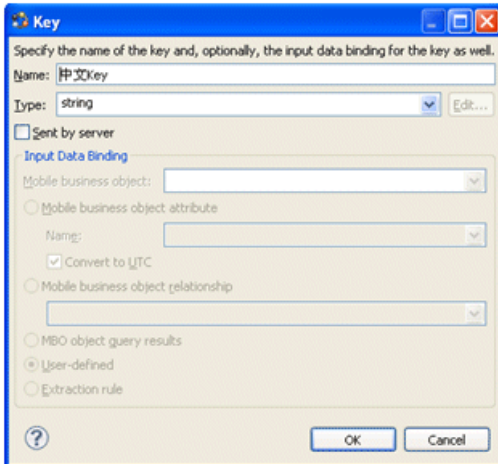 Key
Specify the name of the key and, optionally, the input data binding for the key as well.
Name: 中文Key
Type: string Edit...
Sent by server
Input Data Binding
Mobile business object:
Mobile business object attribute
Name:
Convert to UTC
Mobile business object relationship
MBO object query results
User-defined
Extraction rule
? OK Cancel